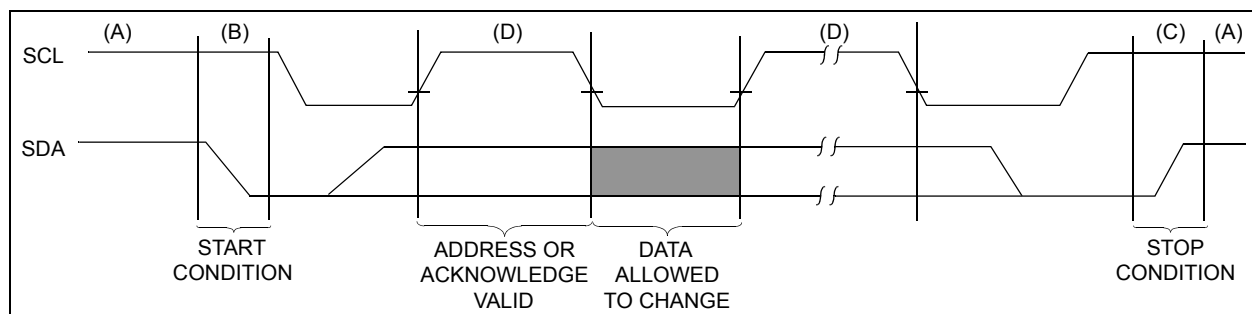 (A) (B) (D) (D) (C) (A)
SCL
SDA
START
CONDITION
ADDRESS OR
ACKNOWLEDGE
VALID
DATA
ALLOWED
TO CHANGE
STOP
CONDITION